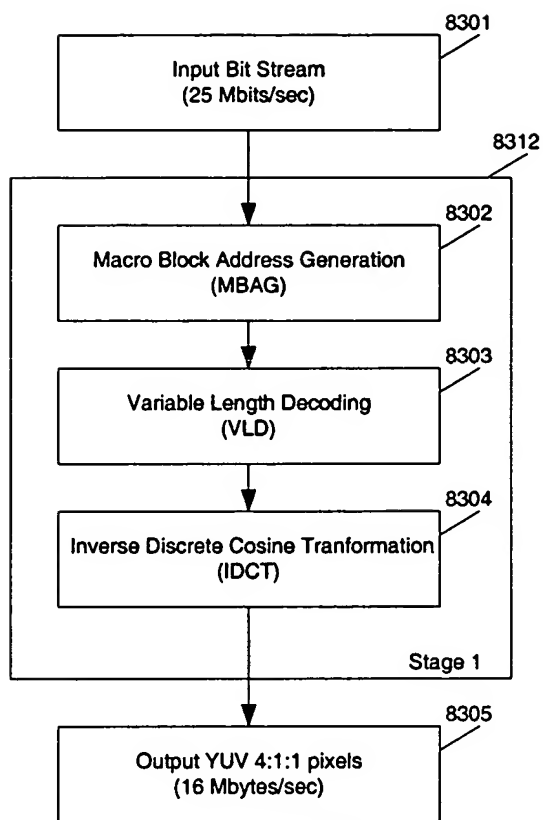 8301
Input Bit Stream
(25 Mbits/sec)
8312
8302
Macro Block Address Generation
(MBAG)
8303
Variable Length Decoding
(VLD)
8304
Inverse Discrete Cosine Tranformation
(IDCT)
Stage 1
8305
Output YUV 4:1:1 pixels
(16 Mbytes/sec)